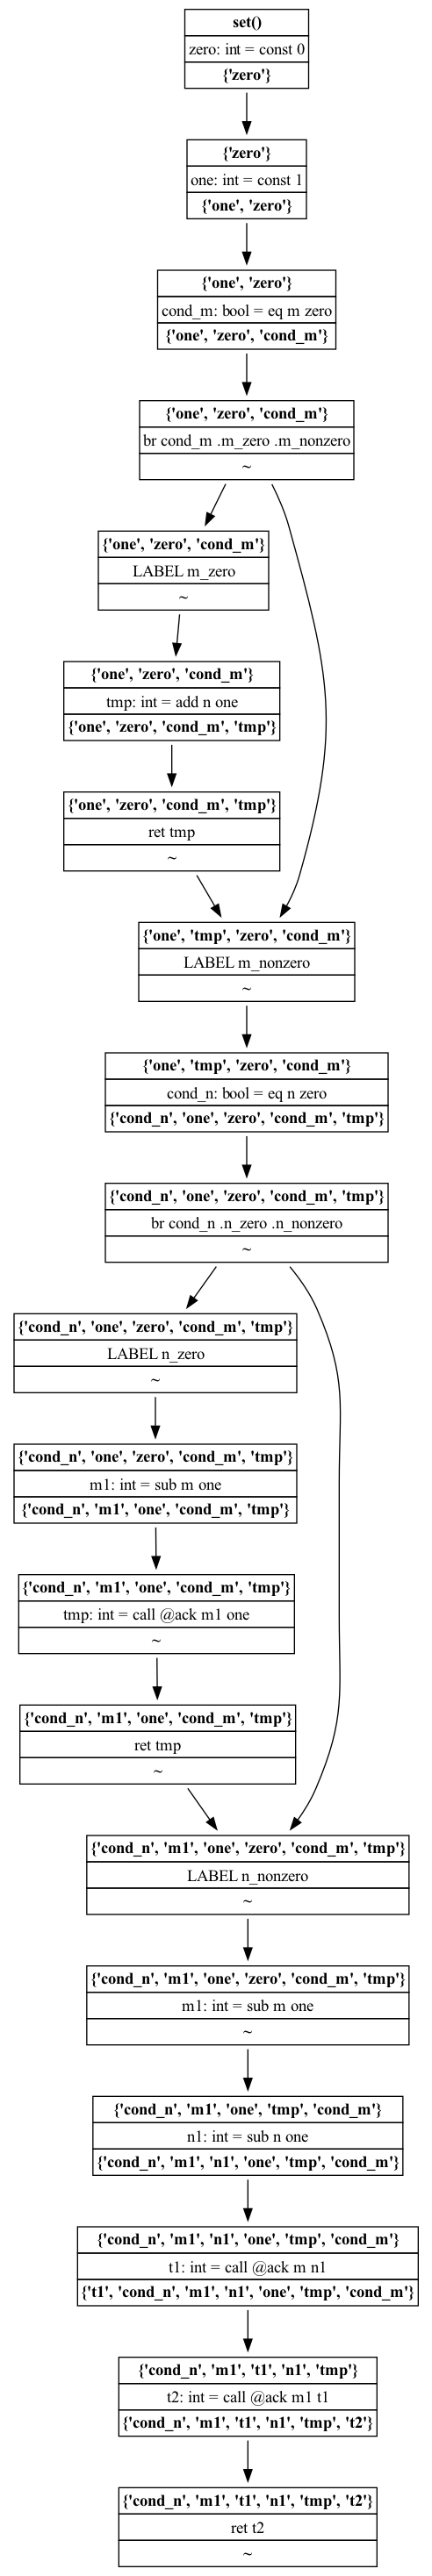 set()
zero: int = const 0
{'zero'}
{'zero'}
one: int = const 1
{'one', 'zero'}
{'one', 'zero'}
cond_m: bool = eq m zero
{'one', 'zero', 'cond_m'}
{'one', 'zero', 'cond_m'}
br cond_m .m_zero .m_nonzero
~
{'one', 'zero', 'cond_m'}
LABEL m_zero
~
{'one', 'zero', 'cond_m'}
tmp: int = add n one
{'one', 'zero', 'cond_m', 'tmp'}
{'one', 'zero', 'cond_m', 'tmp'}
ret tmp
~
{'one', 'tmp', 'zero', 'cond_m'}
LABEL m_nonzero
~
{'one', 'tmp', 'zero', 'cond_m'}
cond_n: bool = eq n zero
{'cond_n', 'one', 'zero', 'cond_m', 'tmp'}
{'cond_n', 'one', 'zero', 'cond_m', 'tmp'}
br cond_n .n_zero .n_nonzero
~
{'cond_n', 'one', 'zero', 'cond_m', 'tmp'}
LABEL n_zero
~
{'cond_n', 'one', 'zero', 'cond_m', 'tmp'}
m1: int = sub m one
{'cond_n', 'm1', 'one', 'cond_m', 'tmp'}
{'cond_n', 'm1', 'one', 'cond_m', 'tmp'}
tmp: int = call @ack m1 one
~
{'cond_n', 'm1', 'one', 'cond_m', 'tmp'}
ret tmp
~
{'cond_n', 'm1', 'one', 'zero', 'cond_m', 'tmp'}
LABEL n_nonzero
~
{'cond_n', 'm1', 'one', 'zero', 'cond_m', 'tmp'}
m1: int = sub m one
~
{'cond_n', 'm1', 'one', 'tmp', 'cond_m'}
n1: int = sub n one
{'cond_n', 'm1', 'n1', 'one', 'tmp', 'cond_m'}
{'cond_n', 'm1', 'n1', 'one', 'tmp', 'cond_m'}
t1: int = call @ack m n1
{'t1', 'cond_n', 'm1', 'n1', 'one', 'tmp', 'cond_m'}
{'cond_n', 'm1', 't1', 'n1', 'tmp'}
t2: int = call @ack m1 t1
{'cond_n', 'm1', 't1', 'n1', 'tmp', 't2'}
{'cond_n', 'm1', 't1', 'n1', 'tmp', 't2'}
ret t2
~